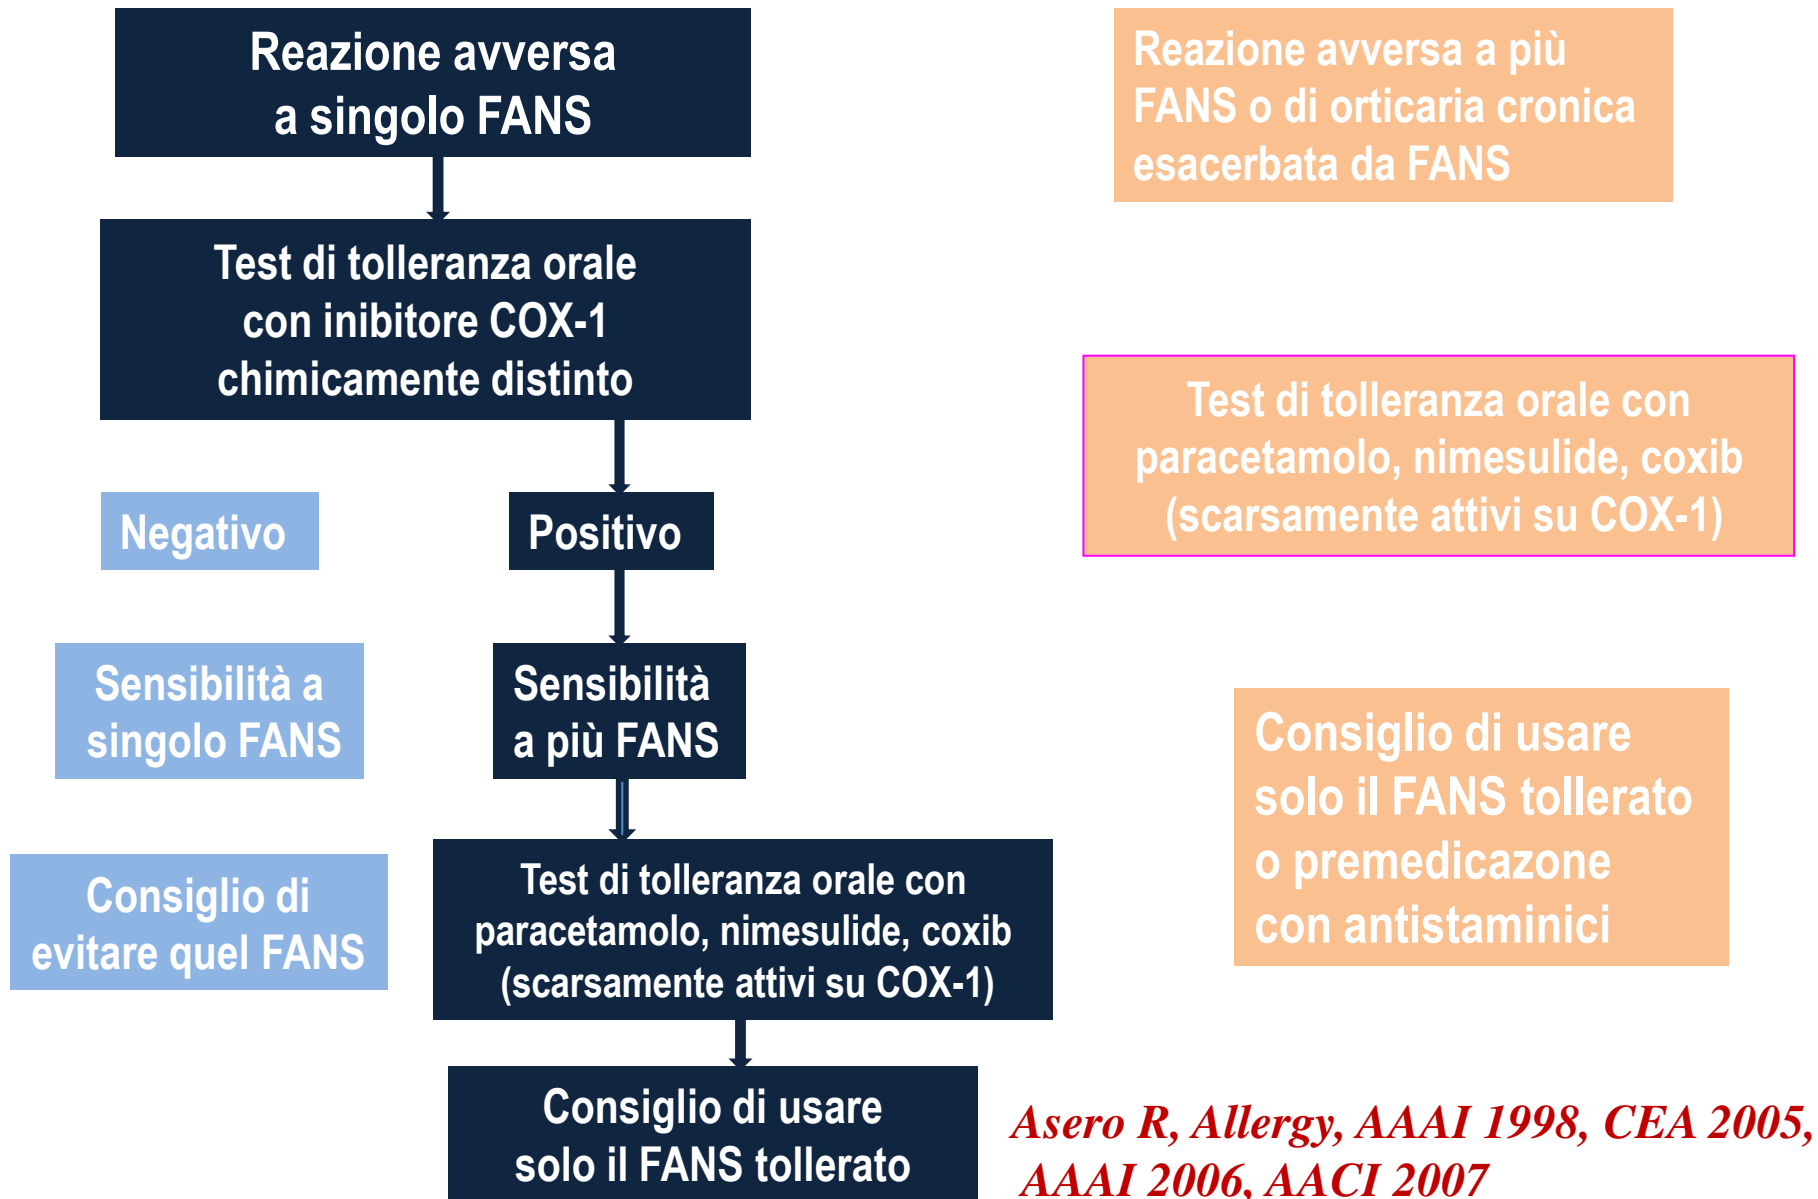 Reazione avversa
a singolo FANS
Reazione avversa a più
FANS o di orticaria cronica
esacerbata da FANS
Test di tolleranza orale
con inibitore COX-1
chimicamente distinto
Test di tolleranza orale con
paracetamolo, nimesulide, coxib
(scarsamente attivi su COX-1)
Negativo
Positivo
Sensibilità a
singolo FANS
Sensibilità
a più FANS
Consiglio di usare
solo il FANS tollerato
o premedicazone
con antistaminici
Consiglio di
evitare quel FANS
Test di tolleranza orale con
paracetamolo, nimesulide, coxib
(scarsamente attivi su COX-1)
Consiglio di usare
solo il FANS tollerato
Asero R, Allergy, AAAI 1998, CEA 2005,
AAAI 2006, AACI 2007